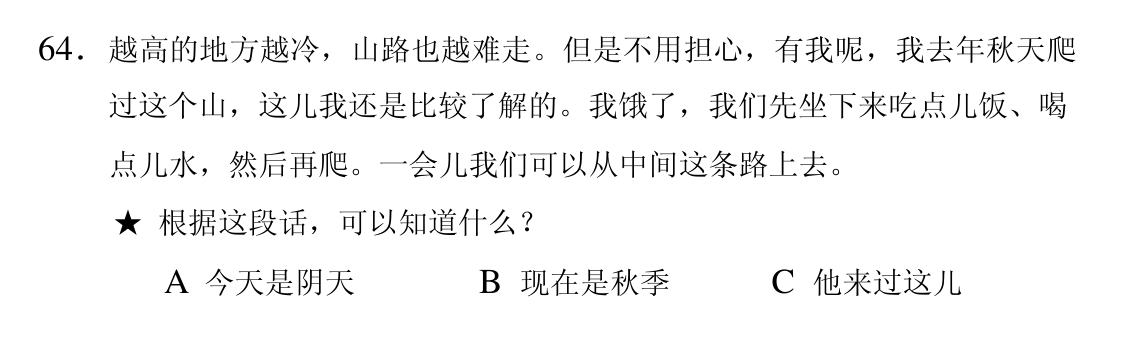 64．越高的地方越冷，山路也越难走。但是不用担心，有我呢，我去年秋天爬
过这个山，这儿我还是比较了解的。我饿了，我们先坐下来吃点儿饭、喝
点儿水，然后再爬。一会儿我们可以从中间这条路上去。
★ 根据这段话，可以知道什么？
A 今天是阴天 B 现在是秋季 C 他来过这儿